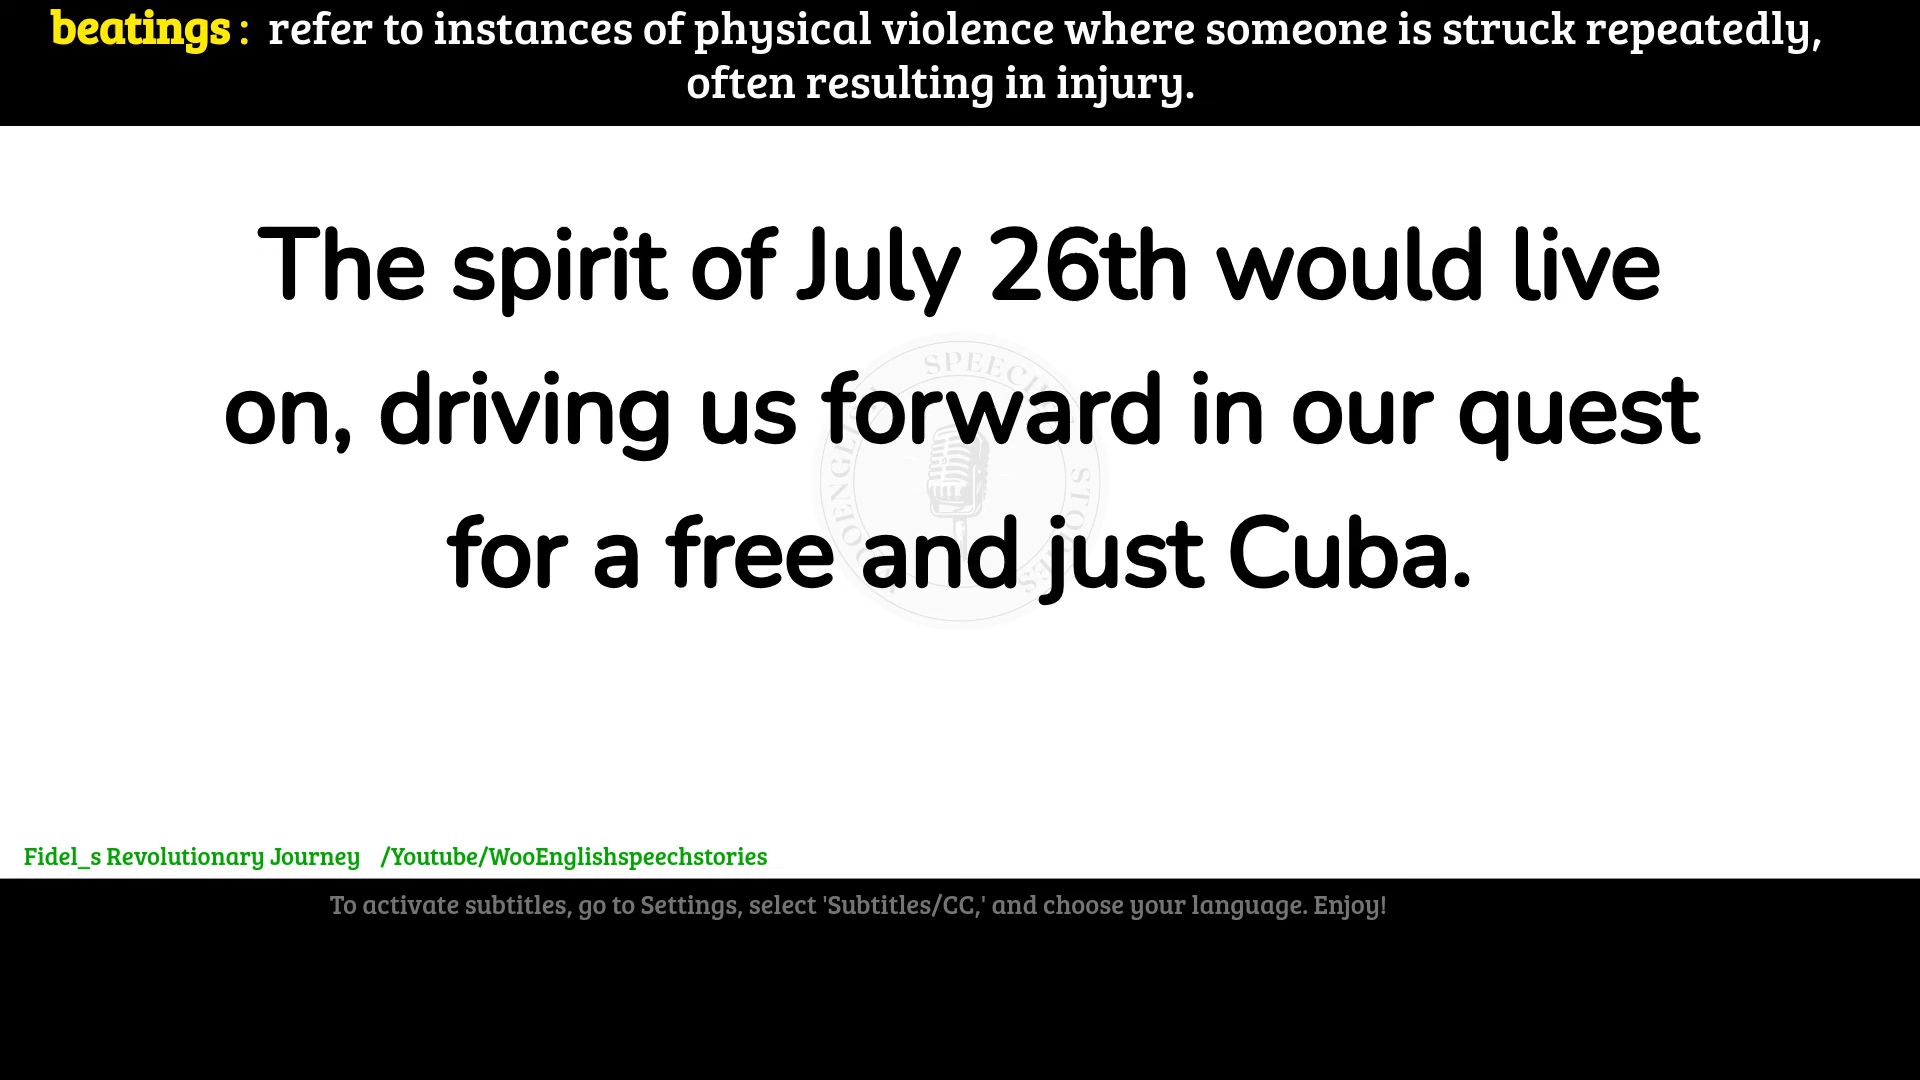 beatings : refer to instances of physical violence where someone is struck repeatedly,
often resulting in injury.
The spirit of July 26th would live
on, driving us forward in our quest
for a free and just Cuba.
Fidel_s Revolutionary Journey /Youtube/WooEnglishspeechstories
To activate subtitles, go to Settings, select 'Subtitles/CC,' and choose your language. Enjoy!